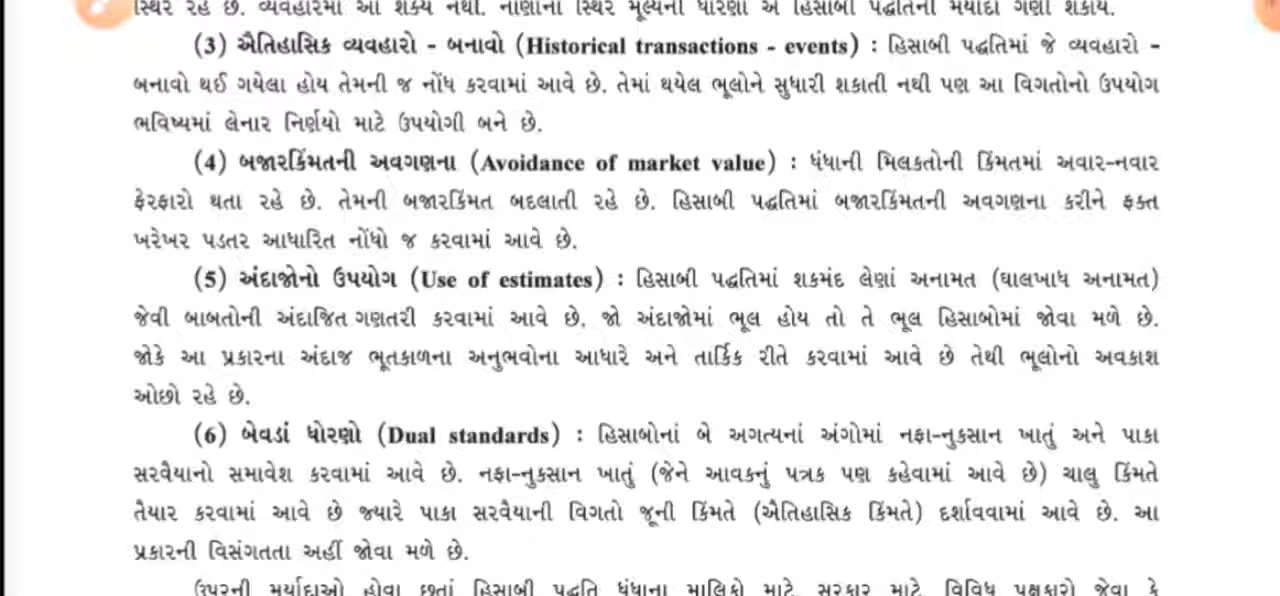 સ્થિર રહે છે. વ્યવહારમાં આ શક્ય નથી. નાણાંના સ્થિર મૂલ્યની ધારણા એ હિસાબી પદ્ધતિની મર્યાદા ગણી શકાય.
(3) ઐતિહાસિક વ્યવહારો - બનાવો (Historical transactions - events) : હિસાબી પદ્ધતિમાં જે વ્યવહારો -
બનાવો થઈ ગયેલા હોય તેમની જ નોંધ કરવામાં આવે છે. તેમાં થયેલ ભૂલોને સુધારી શકાતી નથી પણ આ વિગતોનો ઉપયોગ
ભવિષ્યમાં લેનાર નિર્ણયો માટે ઉપયોગી બને છે.
(4) બજારકિંમતની અવગણના (Avoidance of market value) : ધંધાની મિલકતોની કિંમતમાં અવાર-નવાર
ફેરફારો થતા રહે છે. તેમની બજારકિંમત બદલાતી રહે છે. હિસાબી પદ્ધતિમાં બજારકિંમતની અવગણના કરીને ફક્ત
ખરેખર પડતર આધારિત નોંધો જ કરવામાં આવે છે.
(5) અંદાજોનો ઉપયોગ (Use of estimates) : હિસાબી પદ્ધતિમાં શકમંદ લેણાં અનામત (ઘાલખાધ અનામત)
જેવી બાબતોની અંદાજિત ગણતરી કરવામાં આવે છે, જો અંદાજોમાં ભૂલ હોય તો તે ભૂલ હિસાબોમાં જોવા મળે છે.
જોકે આ પ્રકારના અંદાજ ભૂતકાળના અનુભવોના આધારે અને તાર્કિક રીતે કરવામાં આવે છે તેથી ભૂલોનો અવકાશ
ઓછો રહે છે.
(6) બેવડાં ધોરણો (Dual standards) : હિસાબોનાં બે અગત્યનાં અંગોમાં નફા-નુકસાન ખાતું અને પાકા
સરવૈયાનો સમાવેશ કરવામાં આવે છે. નફા-નુકસાન ખાતું (જેને આવકનું પત્રક પણ કહેવામાં આવે છે) ચાલુ કિંમતે
તૈયાર કરવામાં આવે છે જ્યારે પાકા સરવૈયાની વિગતો જૂની કિંમતે (ઐતિહાસિક કિંમતે) દર્શાવવામાં આવે છે. આ
પ્રકારની વિસંગતતા અહીં જોવા મળે છે.
ઉપરની મર્યાદાઓ હોવા છતાં હિસાબી પદ્ધતિ ધંધાના માલિકો માટે, સરકાર માટે, વિવિધ પક્ષકારો જેવા કે